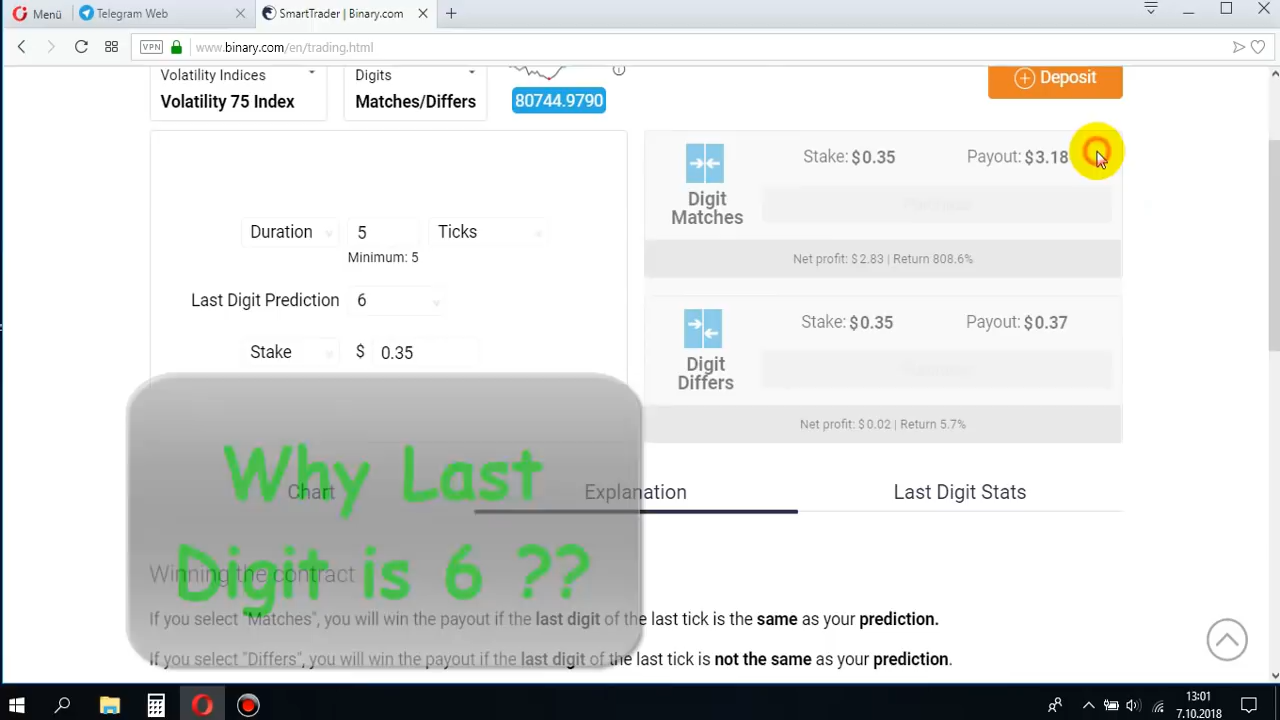 Menü
Telegram Web
SmartTrader | Binary.com
VPN
www.binary.com/en/trading.html
Volatility Indices
Volatility 75 Index
Digits
Matches/Differs
80744.9790
Deposit
Duration 5 Ticks
Minimum: 5
Last Digit Prediction 6
Stake $ 0.35
Digit Matches
Stake: $0.35 Payout: $3.18
Net profit: $2.83 | Return 808.6%
Digit Differs
Stake: $0.35 Payout: $0.37
Net profit: $0.02 | Return 5.7%
Why Last
Digit is 6 ??
Chart Explanation Last Digit Stats
Winning the contract
If you select "Matches", you will win the payout if the last digit of the last tick is the same as your prediction.
If you select "Differs", you will win the payout if the last digit of the last tick is not the same as your prediction.
13:01
7.10.2018